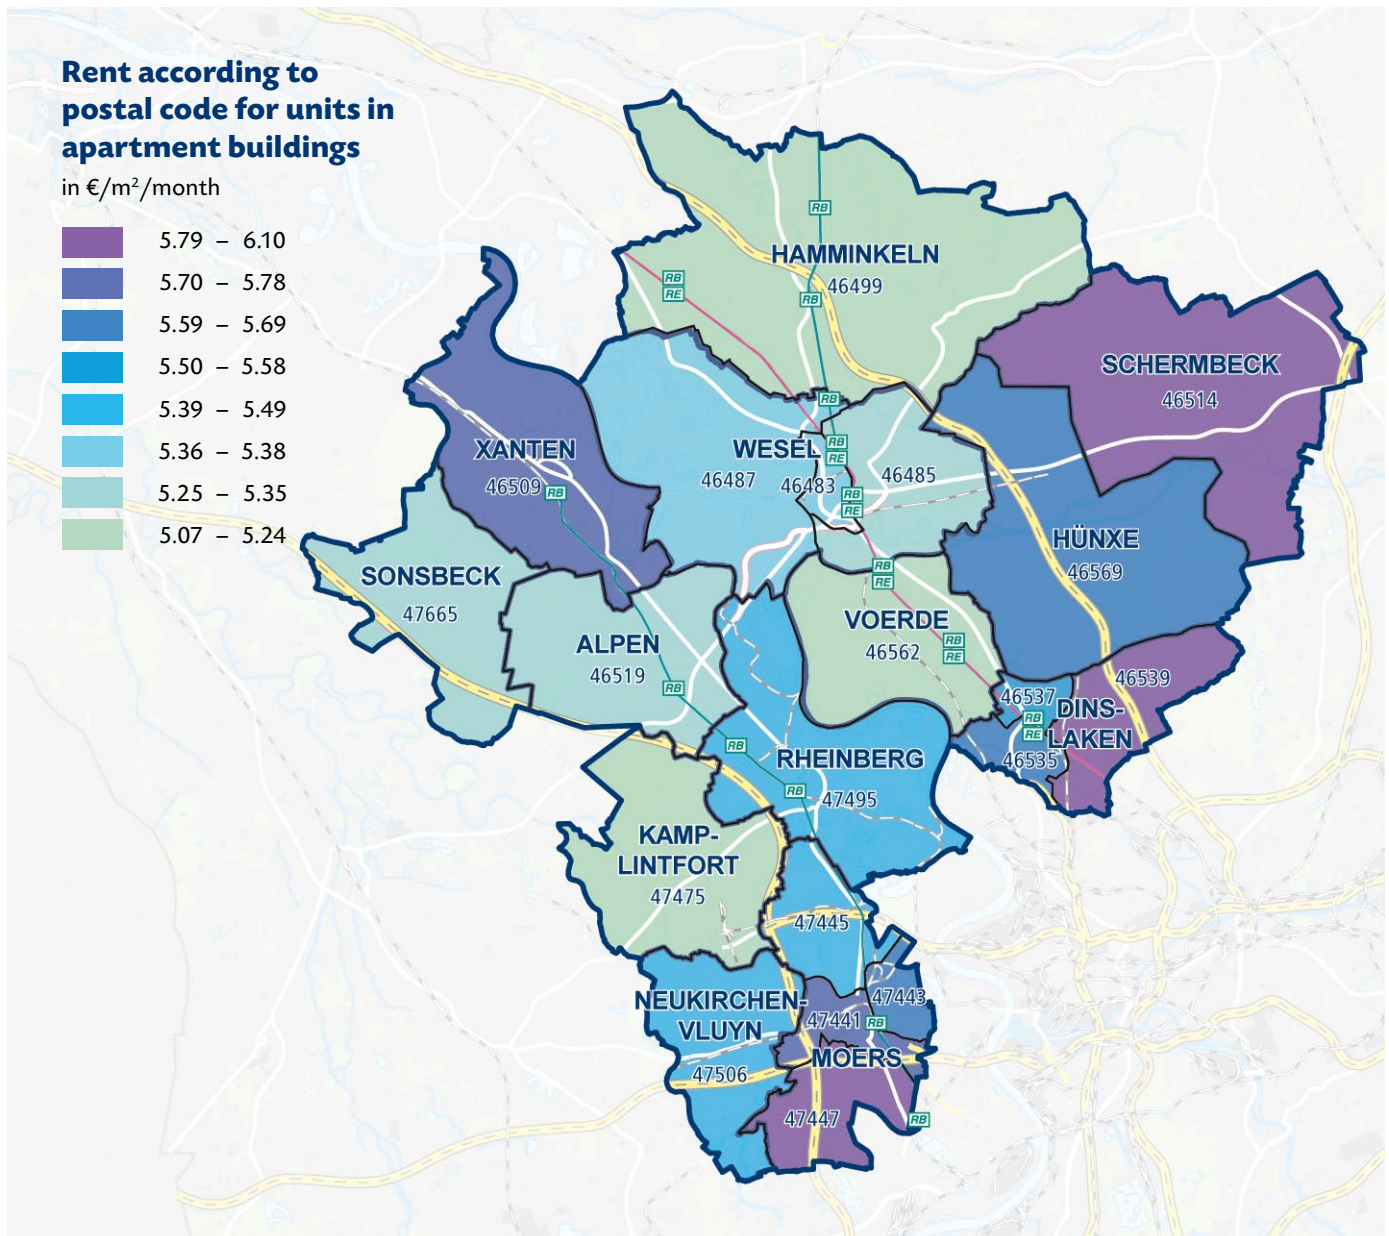 Rent according to
postal code for units in
apartment buildings
in €/m²/month
5.79 – 6.10
5.70 – 5.78
5.59 – 5.69
5.50 – 5.58
5.39 – 5.49
5.36 – 5.38
5.25 – 5.35
5.07 – 5.24
RB
HAMMINKELN
46499
RB
RE
RB
SCHERMBECK
46514
RB
XANTEN
46509
RB
WESEL
46487
46483
RB
RE
46485
RB
RE
HÜNXE
46569
SONSBECK
47665
RB
RE
VOERDE
46562
RB
RE
ALPEN
46519
RB
46539
46537
DINS-
LAKEN
RB
RE
46535
RB
RHEINBERG
47495
RB
KAMP-
LINTFORT
47475
47445
NEUKIRCHEN-
VLUYN
47506
47443
47441
RB
MOERS
47447
RB